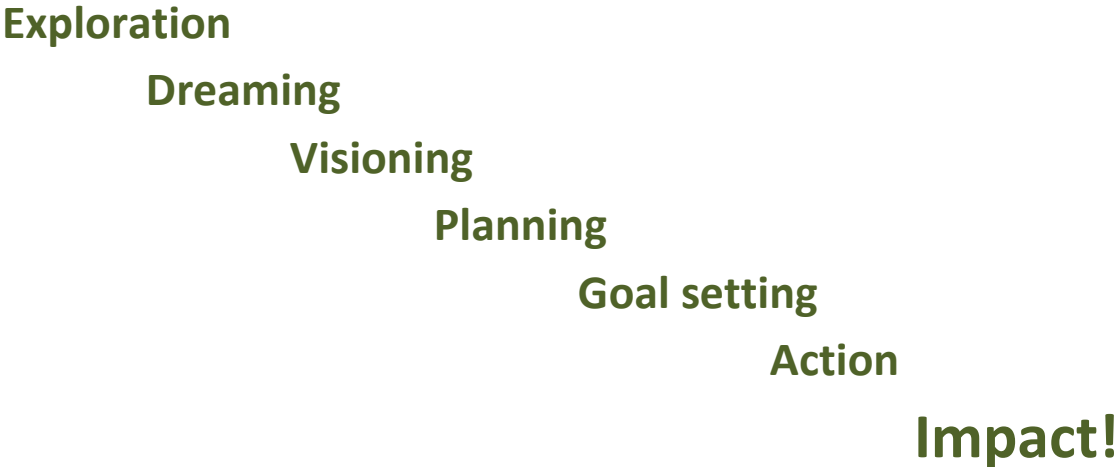 Exploration
Dreaming
Visioning
Planning
Goal setting
Action
Impact!